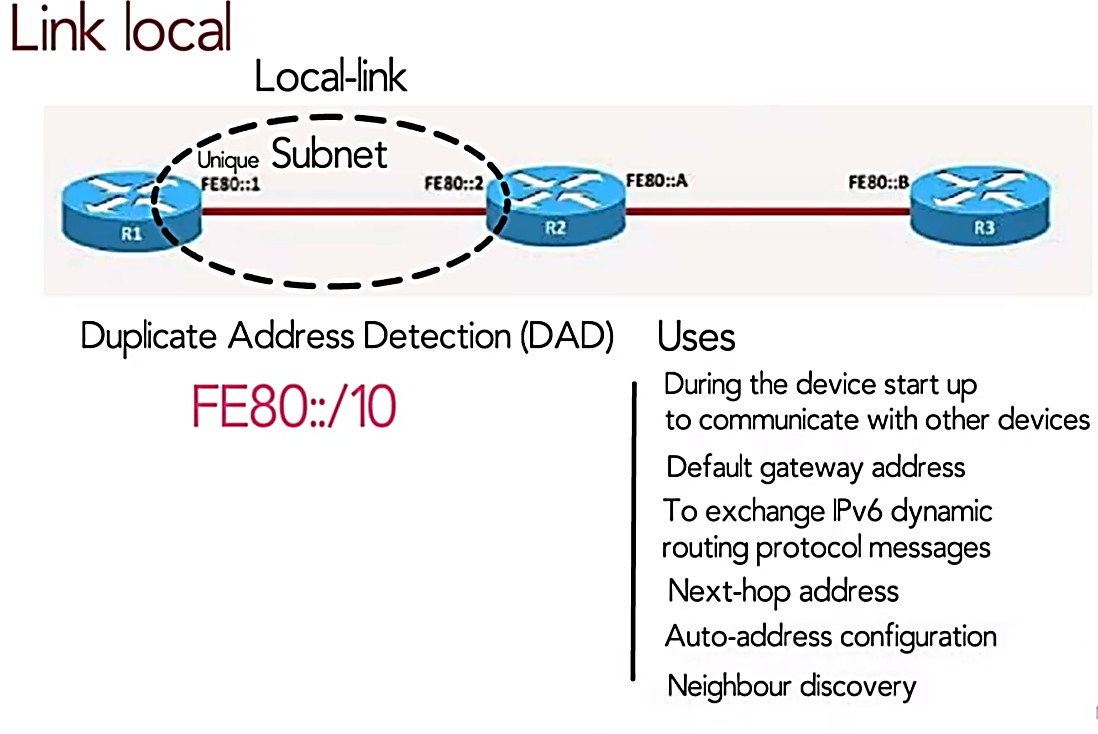 Link local
Local-link
Unique Subnet
FE80::1
FE80::2
FE80::A
FE80::B
R1
R2
R3
Duplicate Address Detection (DAD)
FE80::/10
Uses
During the device start up
to communicate with other devices
Default gateway address
To exchange IPv6 dynamic
routing protocol messages
Next-hop address
Auto-address configuration
Neighbour discovery